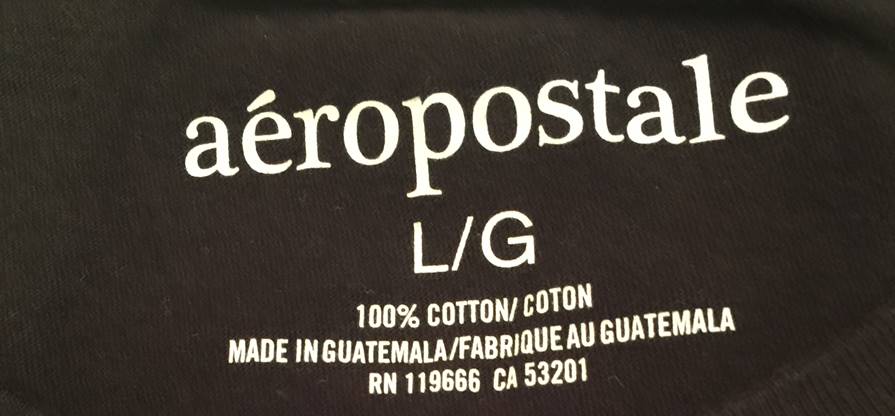 aéropostale
L/G
100% COTTON/COTON
MADE IN GUATEMALA/FABRIQUE AU GUATEMALA
RN 119666 CA 53201